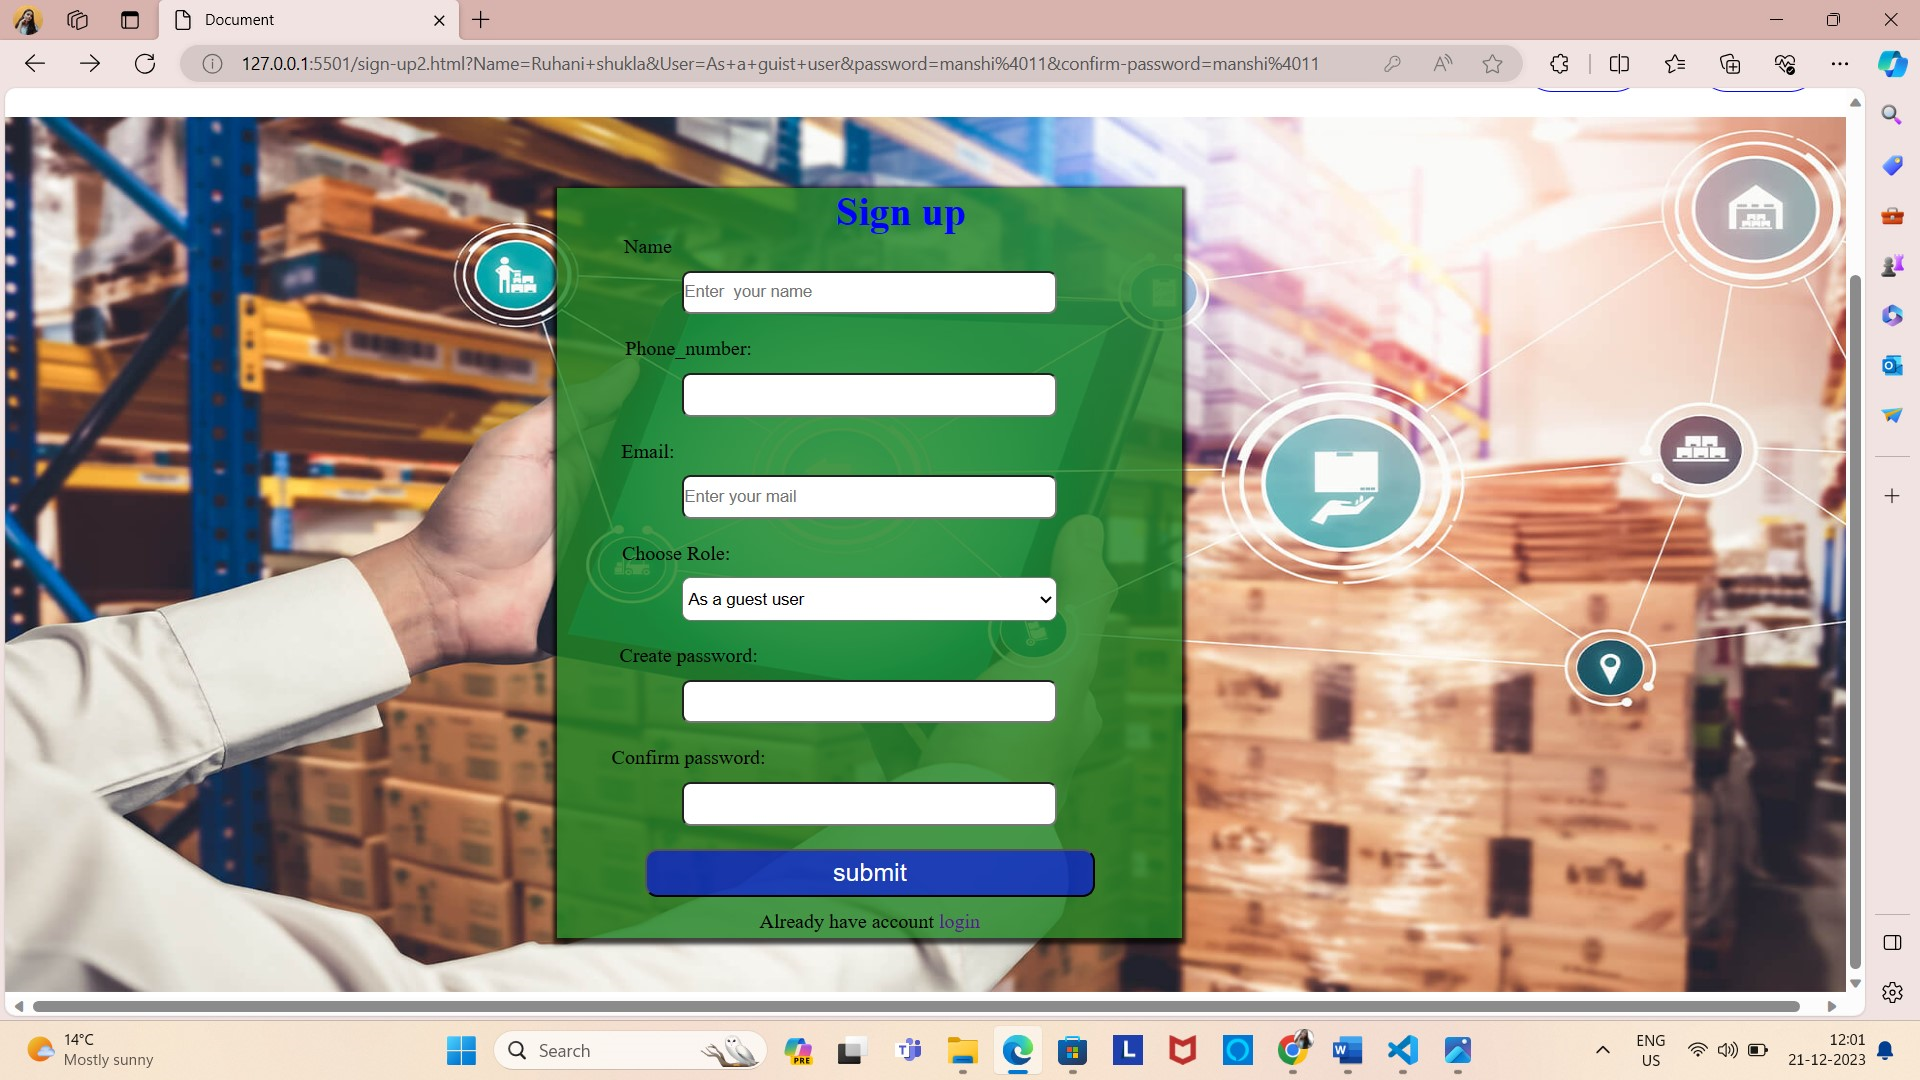 Document
127.0.0.1:5501/sign-up2.html?Name=Ruhani+shukla&User=As+a+guist+user&password=manshi%4011&confirm-password=manshi%4011
Sign up
Name
Enter  your name
Phone_number:
Email:
Enter your mail
Choose Role:
As a guest user
Create password:
Confirm password:
submit
Already have account login
14°C
Mostly sunny
Search
PRE
L
ENG
US
12:01
21-12-2023